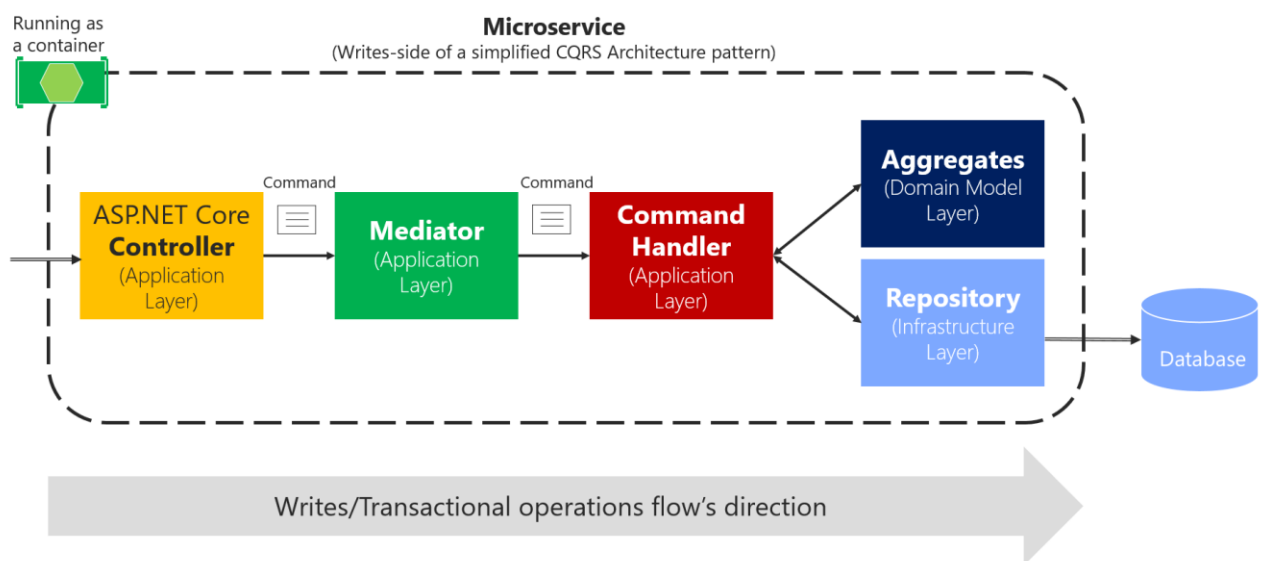 Running as
a container
Microservice
(Writes-side of a simplified CQRS Architecture pattern)
ASP.NET Core
Controller
(Application
Layer)
Command
Mediator
(Application
Layer)
Command
Command
Handler
(Application
Layer)
Aggregates
(Domain Model
Layer)
Repository
(Infrastructure
Layer)
Database
Writes/Transactional operations flow's direction